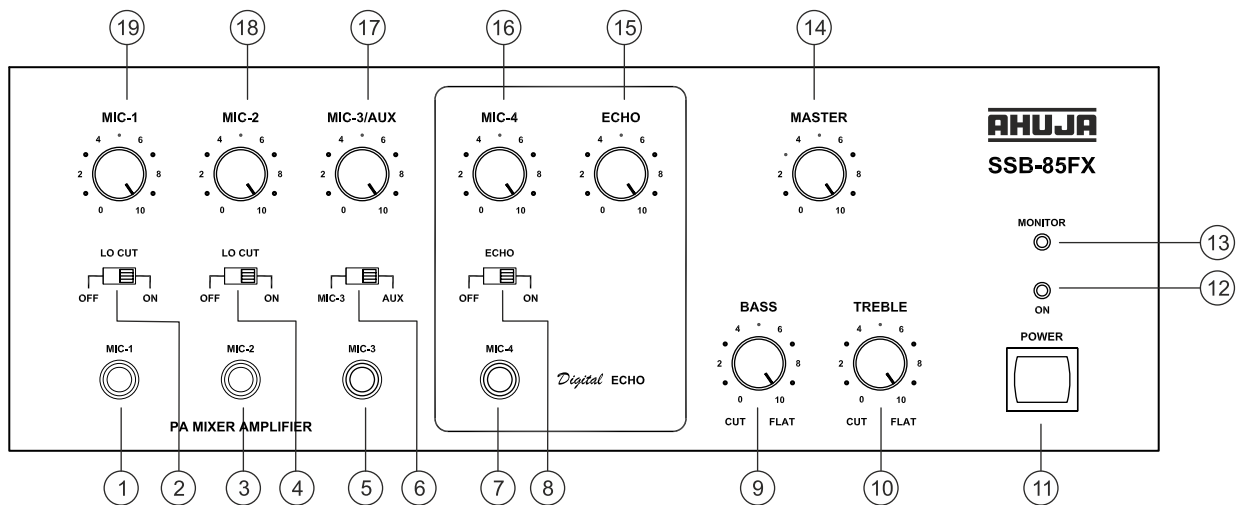 19 18 17 16 15 14
MIC-1 MIC-2 MIC-3/AUX MIC-4 ECHO MASTER
AHUJA
SSB-85FX
4 6 4 6 4 6 4 6 4 6 4 6
2 8 2 8 2 8 2 8 2 8 2 8
0 10 0 10 0 10 0 10 0 10 0 10
MONITOR
13
LO CUT LO CUT ECHO
OFF ON OFF ON MIC-3 AUX OFF ON
12
ON
BASS TREBLE
POWER
4 6 4 6
2 8 2 8
0 10 0 10
CUT FLAT CUT FLAT
MIC-1 MIC-2 MIC-3 MIC-4
Digital ECHO
PA MIXER AMPLIFIER
1 2 3 4 5 6 7 8 9 10 11